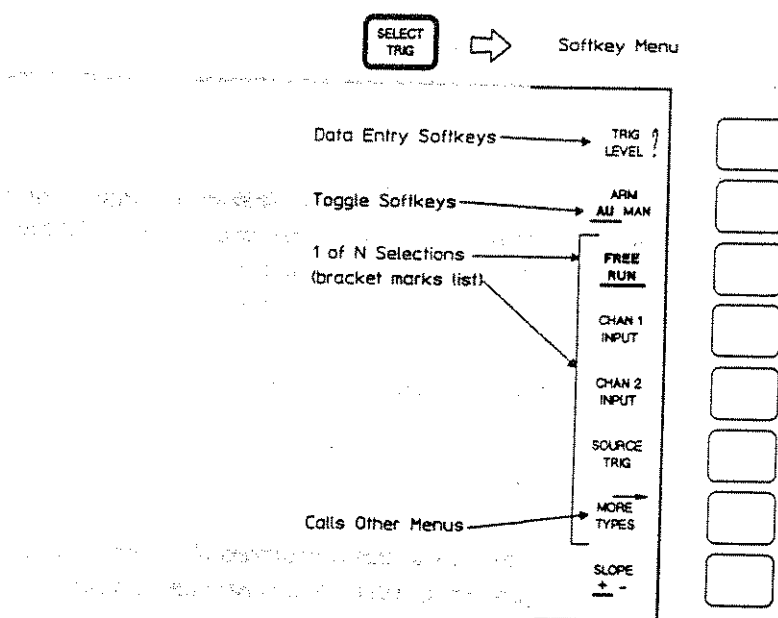 SELECT
TRIG
Softkey Menu
Data Entry Softkeys
TRIG
LEVEL ?
Toggle Softkeys
ARM
AU MAN
1 of N Selections
(bracket marks list)
FREE
RUN
CHAN 1
INPUT
CHAN 2
INPUT
SOURCE
TRIG
Calls Other Menus
MORE
TYPES
SLOPE
+ -